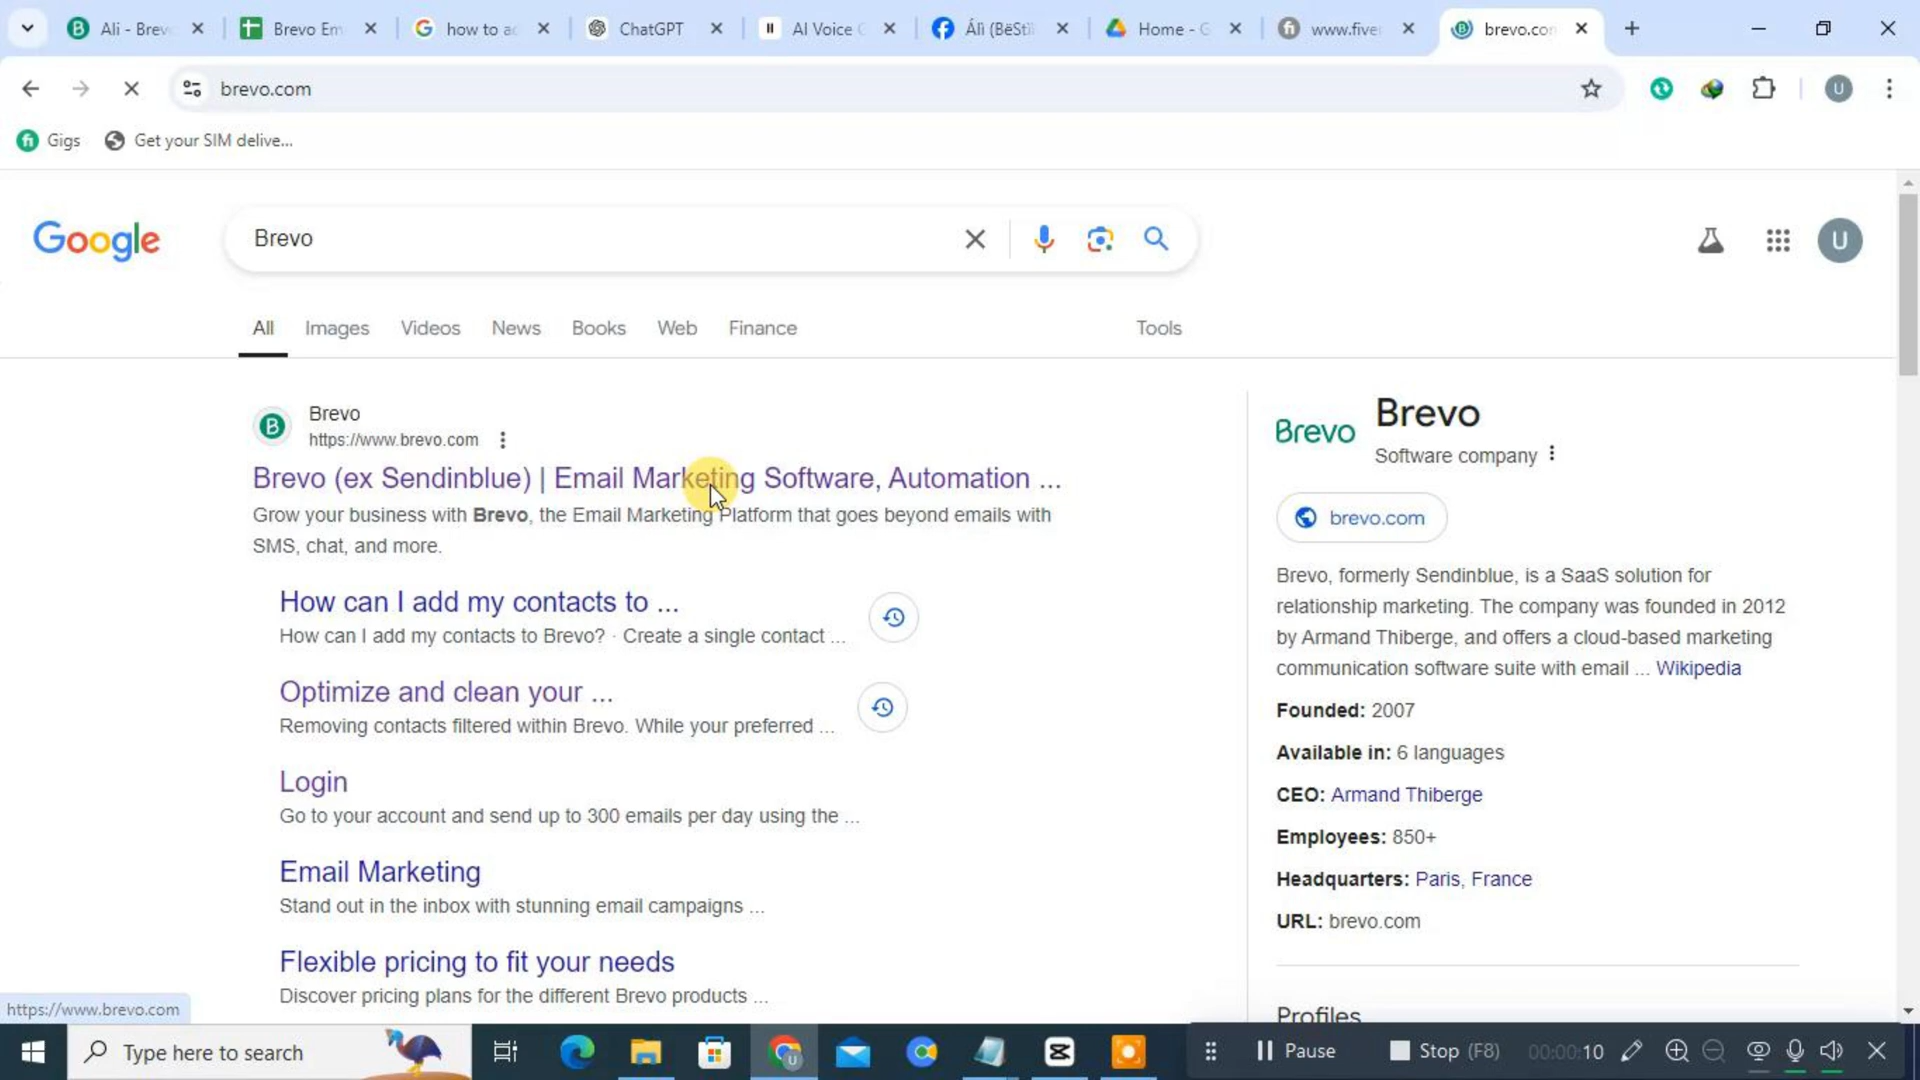 Ali - Brev
Brevo Em
how to ac
ChatGPT
AI Voice
Álì (BëSti
Home - G
www.five
brevo.con
brevo.com
U
Gigs
Get your SIM delive...
Google
Brevo
U
All
Images
Videos
News
Books
Web
Finance
Tools
Brevo
https://www.brevo.com
Brevo (ex Sendinblue) | Email Marketing Software, Automation ...
Grow your business with Brevo, the Email Marketing Platform that goes beyond emails with
SMS, chat, and more.
How can I add my contacts to ...
How can I add my contacts to Brevo? · Create a single contact ...
Optimize and clean your ...
Removing contacts filtered within Brevo. While your preferred ...
Login
Go to your account and send up to 300 emails per day using the ...
Email Marketing
Stand out in the inbox with stunning email campaigns ...
Flexible pricing to fit your needs
Discover pricing plans for the different Brevo products ...
Brevo
Brevo
Software company
brevo.com
Brevo, formerly Sendinblue, is a SaaS solution for
relationship marketing. The company was founded in 2012
by Armand Thiberge, and offers a cloud-based marketing
communication software suite with email ... Wikipedia
Founded: 2007
Available in: 6 languages
CEO: Armand Thiberge
Employees: 850+
Headquarters: Paris, France
URL: brevo.com
Profiles
https://www.brevo.com
Type here to search
Pause
Stop (F8)
00:00:10